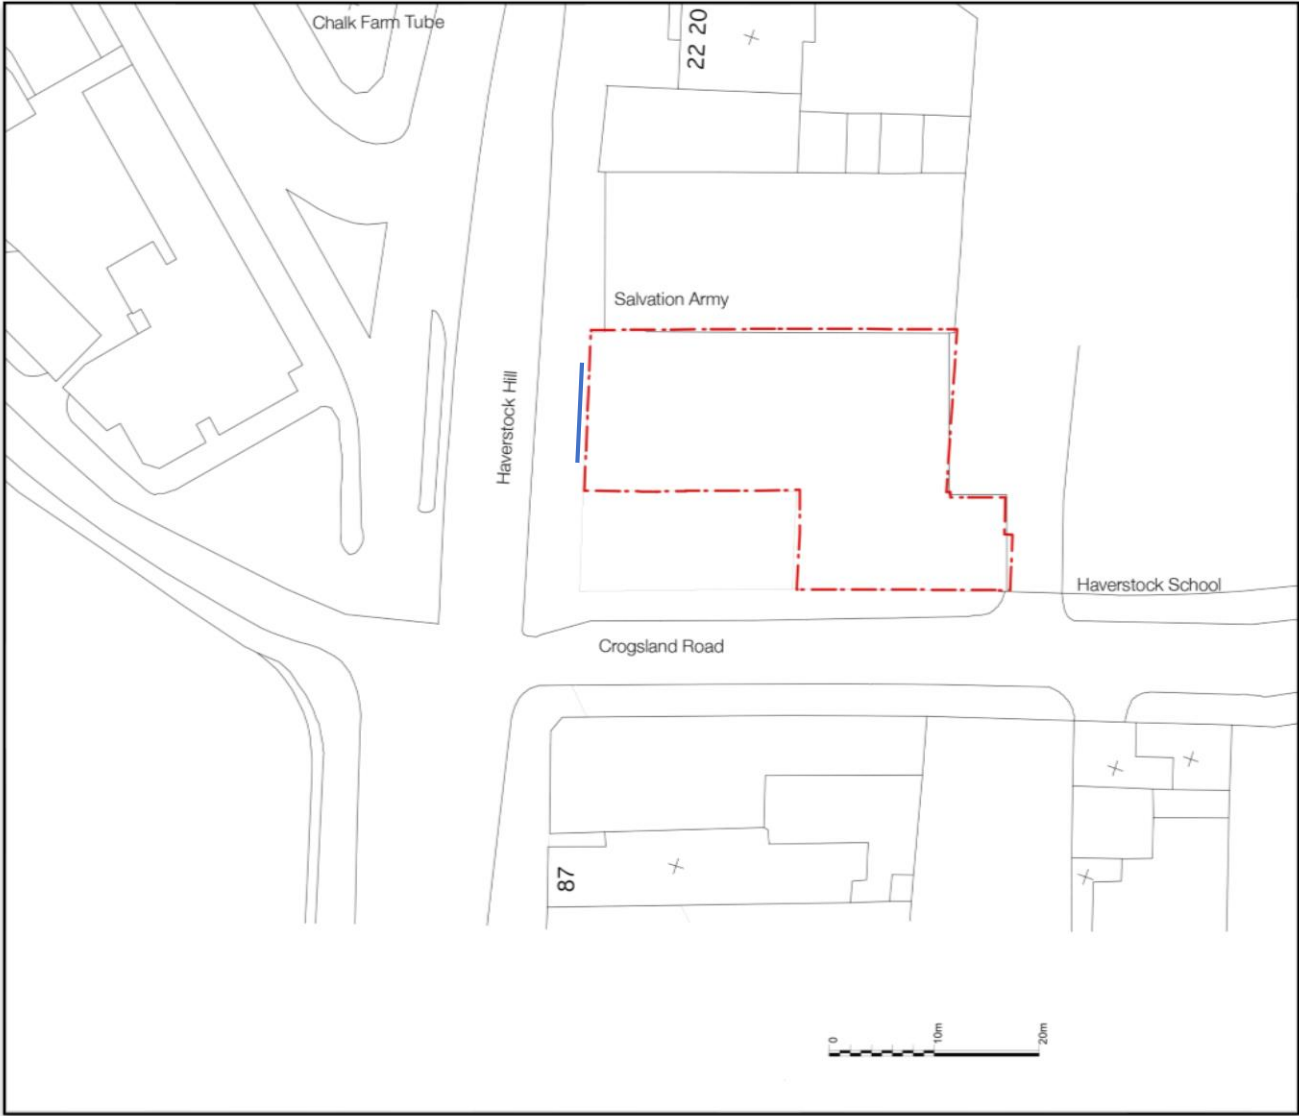 Chalk Farm Tube
22 20
Salvation Army
Haverstock Hill
Haverstock School
Crogsland Road
87
0
10m
20m